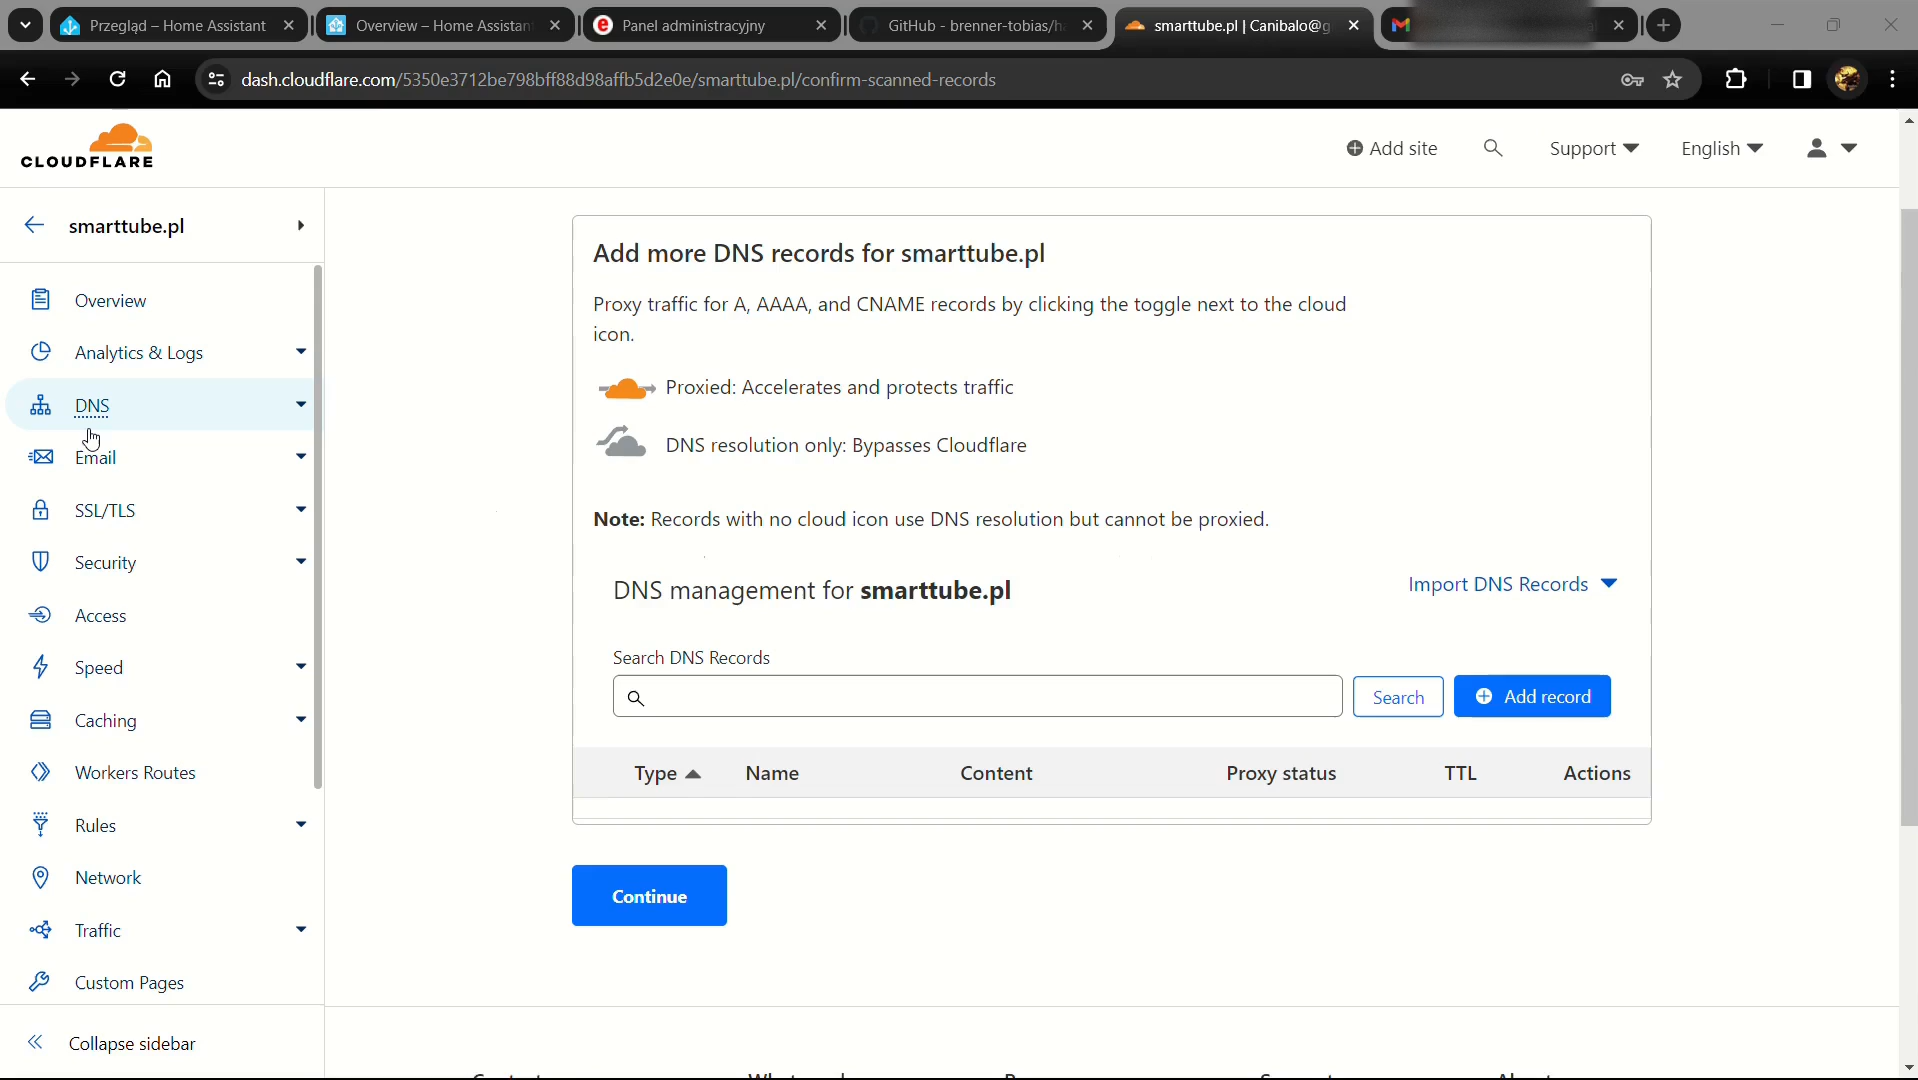 Przegląd – Home Assistant
Overview – Home Assistan
Panel administracyjny
GitHub - brenner-tobias/ha
smarttube.pl | Canibalo@g
dash.cloudflare.com/5350e3712be798bff88d98affb5d2e0e/smarttube.pl/confirm-scanned-records
CLOUDFLARE
Add site
Support
English
smarttube.pl
Overview
Analytics & Logs
DNS
Email
SSL/TLS
Security
Access
Speed
Caching
Workers Routes
Rules
Network
Traffic
Custom Pages
Collapse sidebar
Add more DNS records for smarttube.pl
Proxy traffic for A, AAAA, and CNAME records by clicking the toggle next to the cloud
icon.
Proxied: Accelerates and protects traffic
DNS resolution only: Bypasses Cloudflare
Note: Records with no cloud icon use DNS resolution but cannot be proxied.
DNS management for smarttube.pl
Import DNS Records
Search DNS Records
Search
Add record
Type Name Content Proxy status TTL Actions
Continue